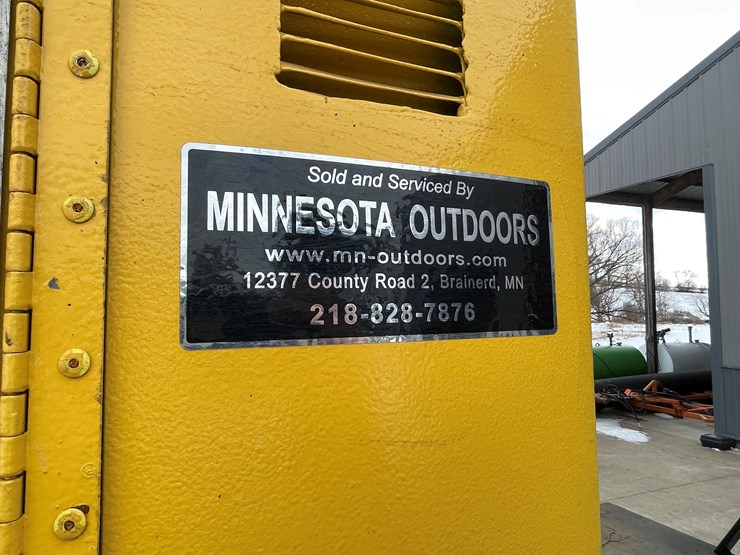 Sold and Serviced By
MINNESOTA OUTDOORS
www.mn-outdoors.com
12377 County Road 2, Brainerd, MN
218-828-7876